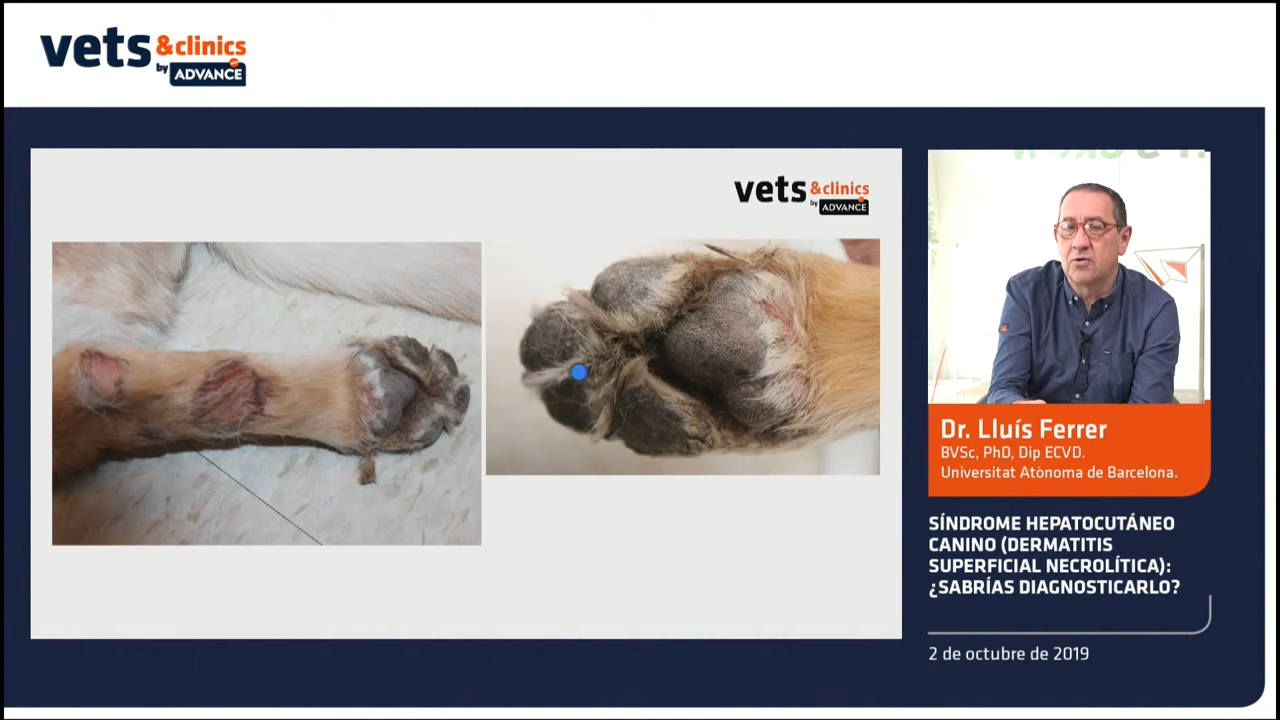 vets &clinics
by ADVANCE
vets &clinics
by ADVANCE
Dr. Lluís Ferrer
BVSc, PhD, Dip ECVD.
Universitat Autònoma de Barcelona.
SÍNDROME HEPATOCUTÁNEO
CANINO (DERMATITIS
SUPERFICIAL NECROLÍTICA):
¿SABRÍAS DIAGNOSTICARLO?
2 de octubre de 2019